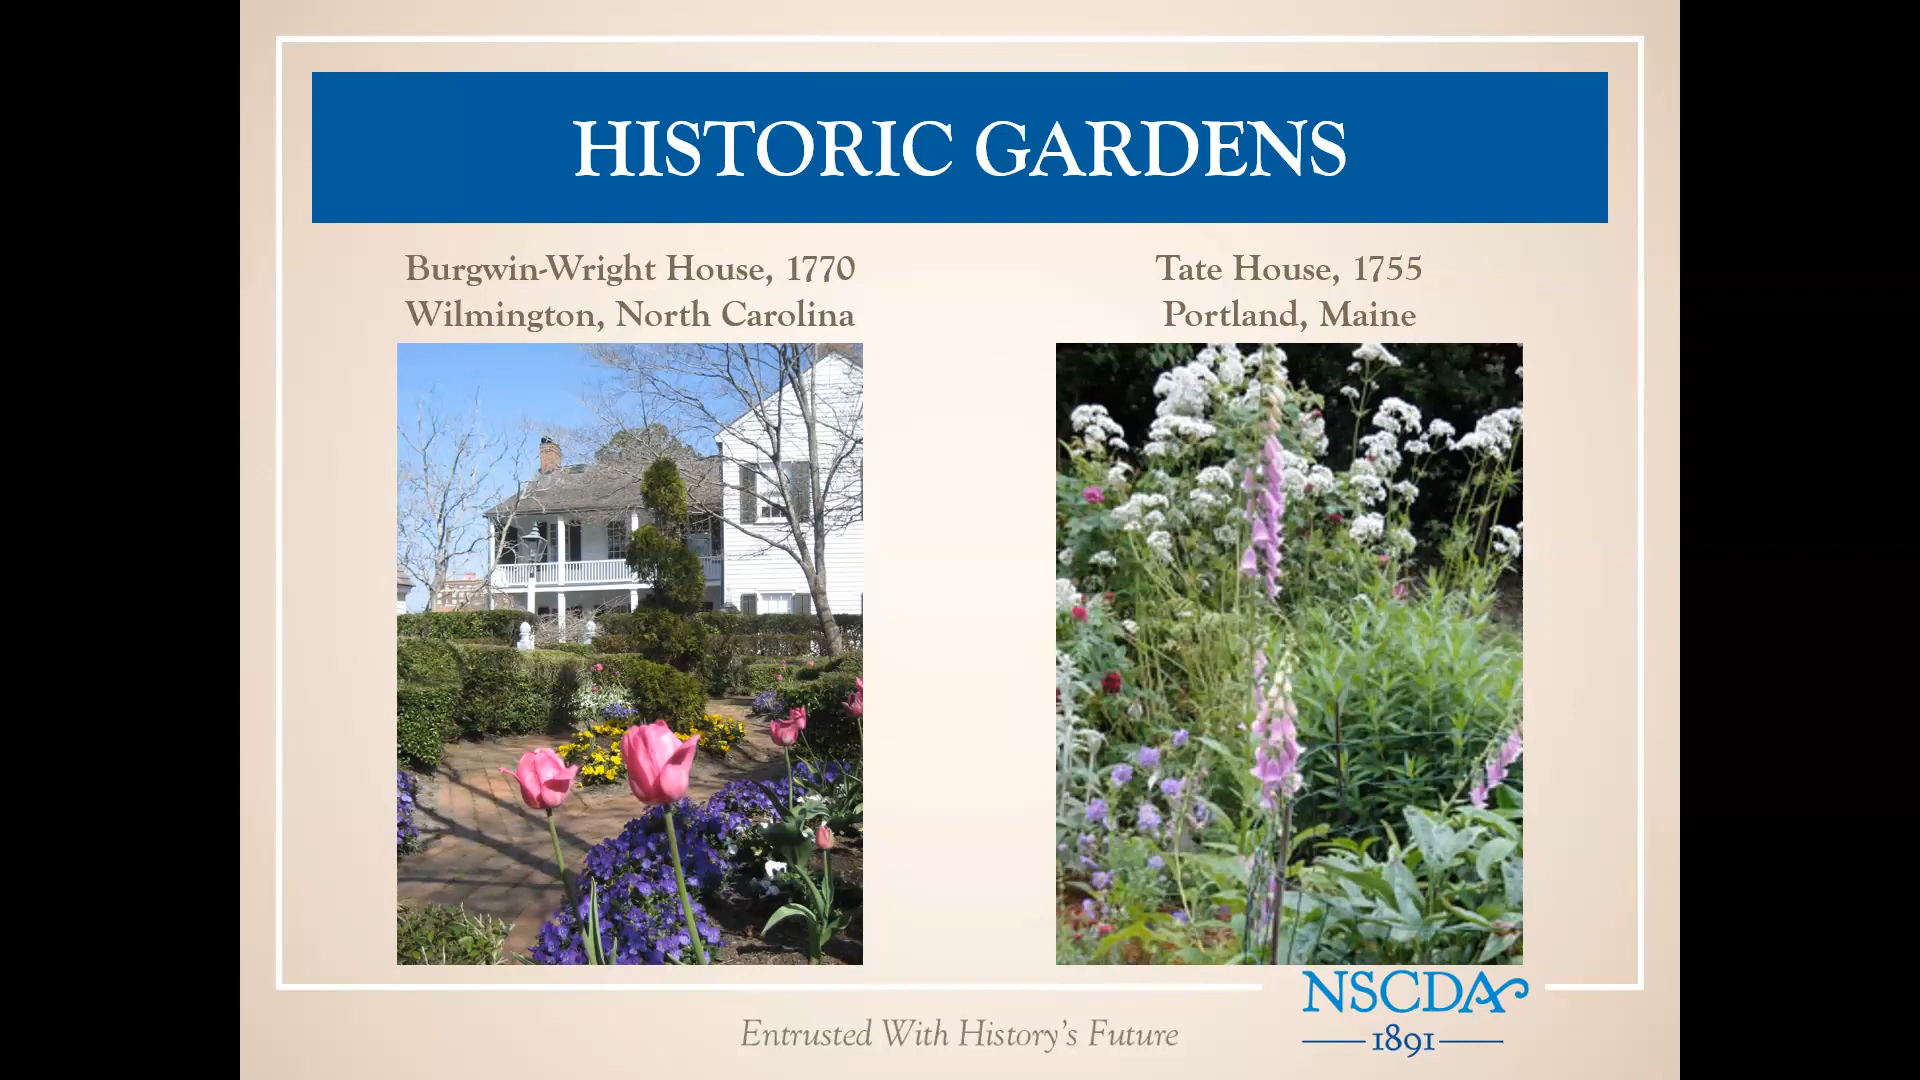 HISTORIC GARDENS
Burgwin-Wright House, 1770
Wilmington, North Carolina
Tate House, 1755
Portland, Maine
Entrusted With History's Future
NSCDA
1891